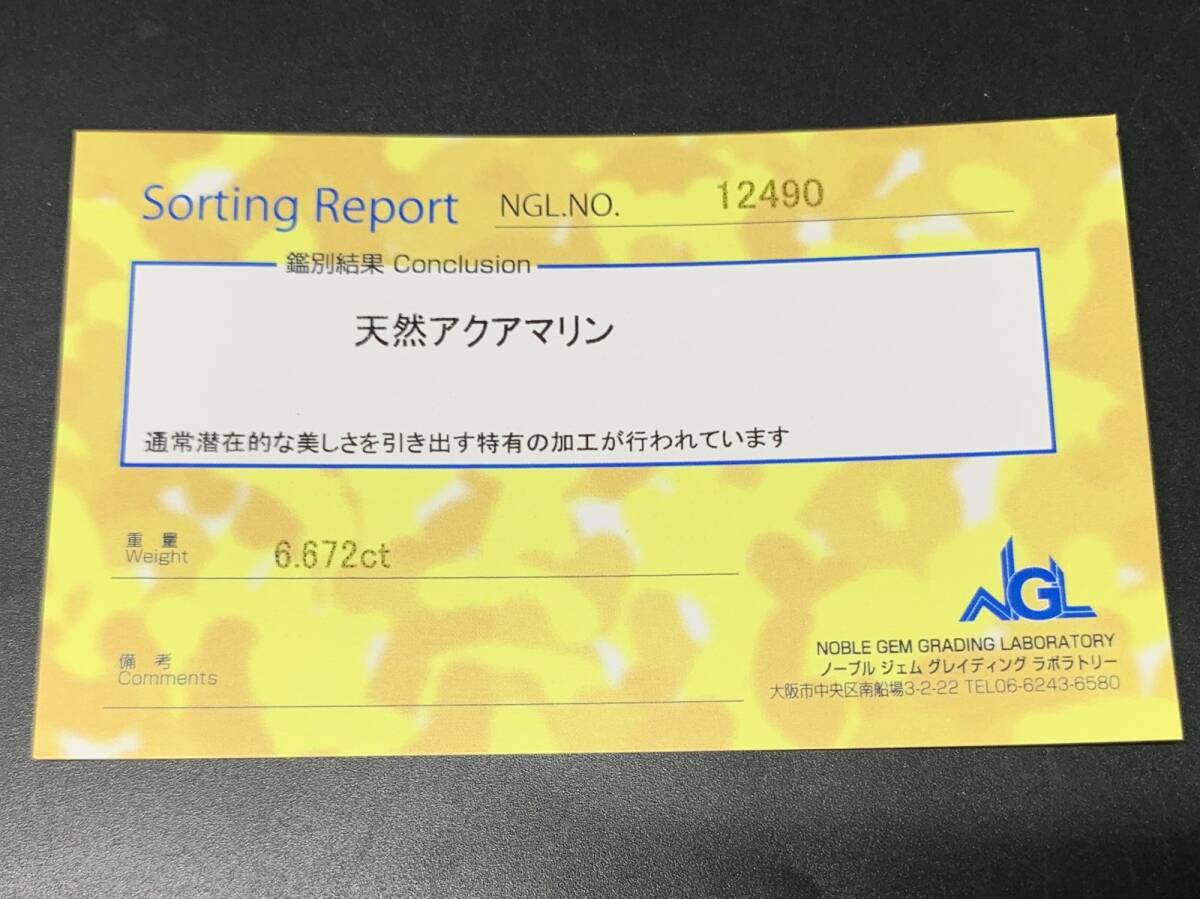 Sorting Report NGL.NO. 12490
鑑別結果 Conclusion
天然アクアマリン
通常潜在的な美しさを引き出す特有の加工が行われています
重量
Weight 6.672ct
備考
Comments
NGL
NOBLE GEM GRADING LABORATORY
ノーブル ジェム グレイディング ラボラトリー
大阪市中央区南船場3-2-22 TEL06-6243-6580